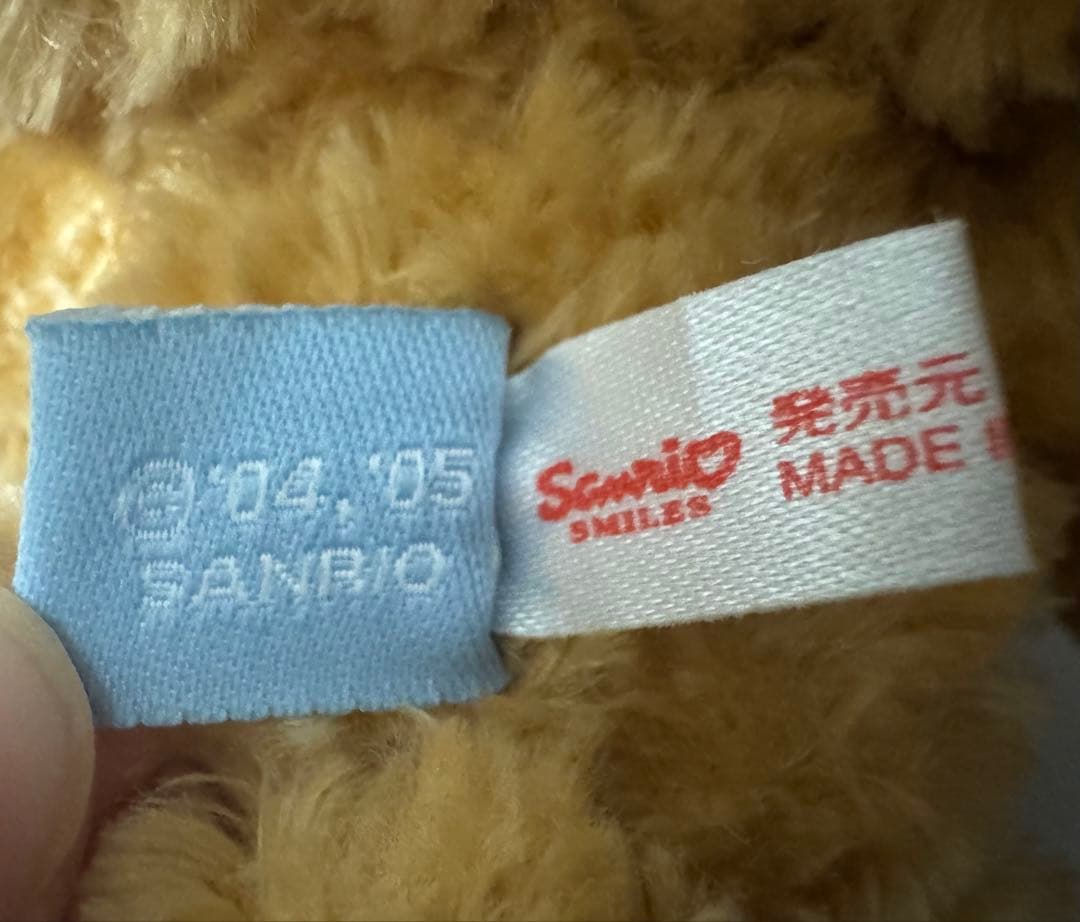 © '04, '05
SANRIO
Sanrio
SMILES
発売元
MADE